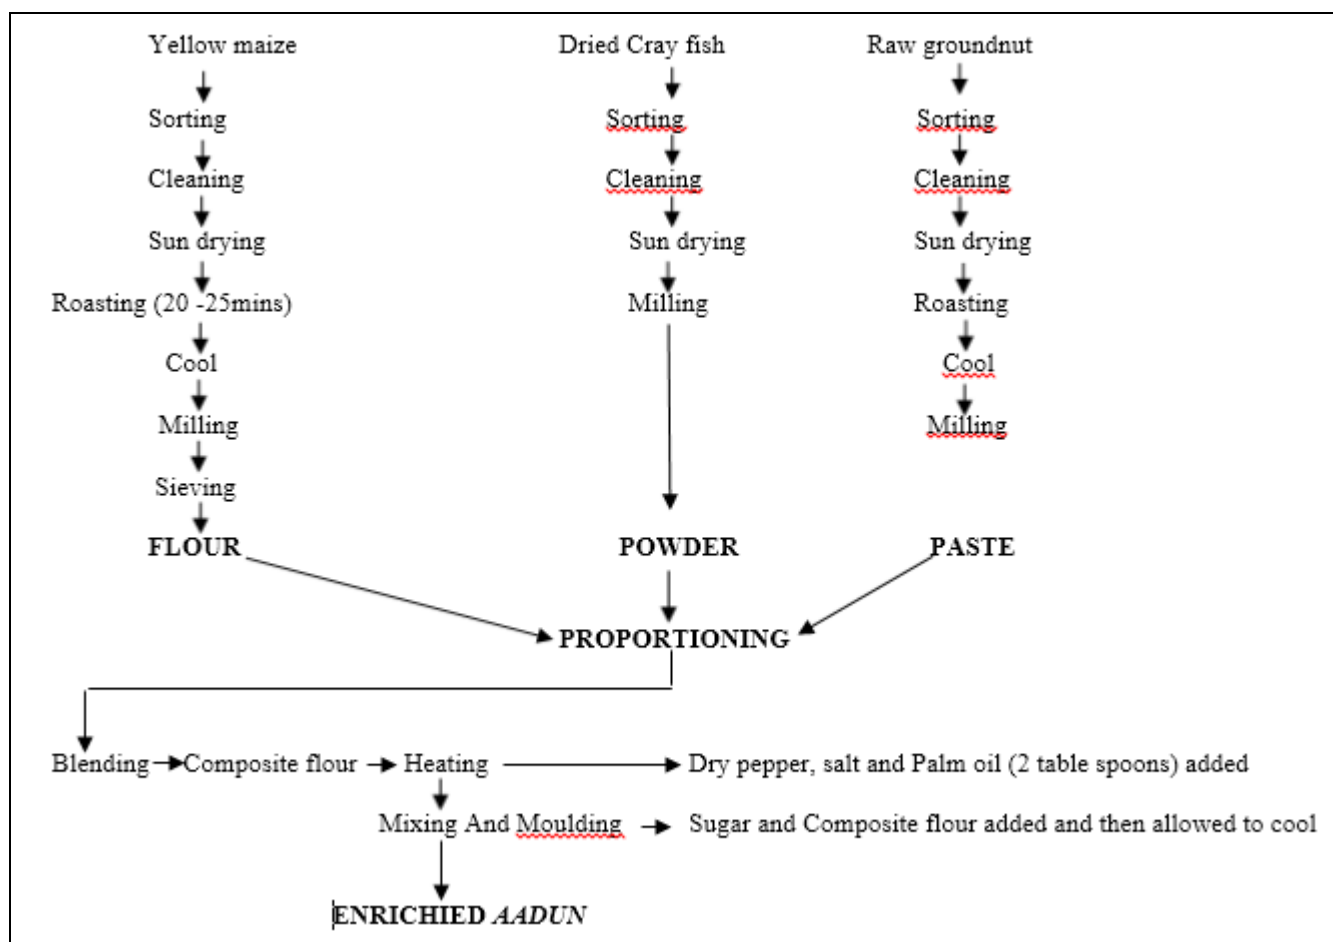 Yellow maize Dried Cray fish Raw groundnut
Sorting Sorting Sorting
Cleaning Cleaning Cleaning
Sun drying Sun drying Sun drying
Roasting (20 -25mins) Milling Roasting
Cool Cool
Milling Milling
Sieving
FLOUR POWDER PASTE
PROPORTIONING
Blending Composite flour Heating Dry pepper, salt and Palm oil (2 table spoons) added
Mixing And Moulding Sugar and Composite flour added and then allowed to cool
ENRICHIED AADUN